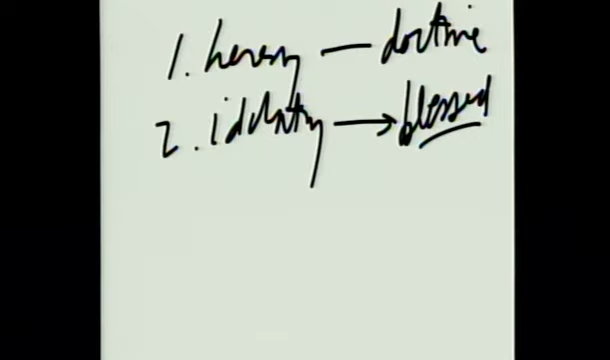 1. heresy — doctrine
2. identity → blessed